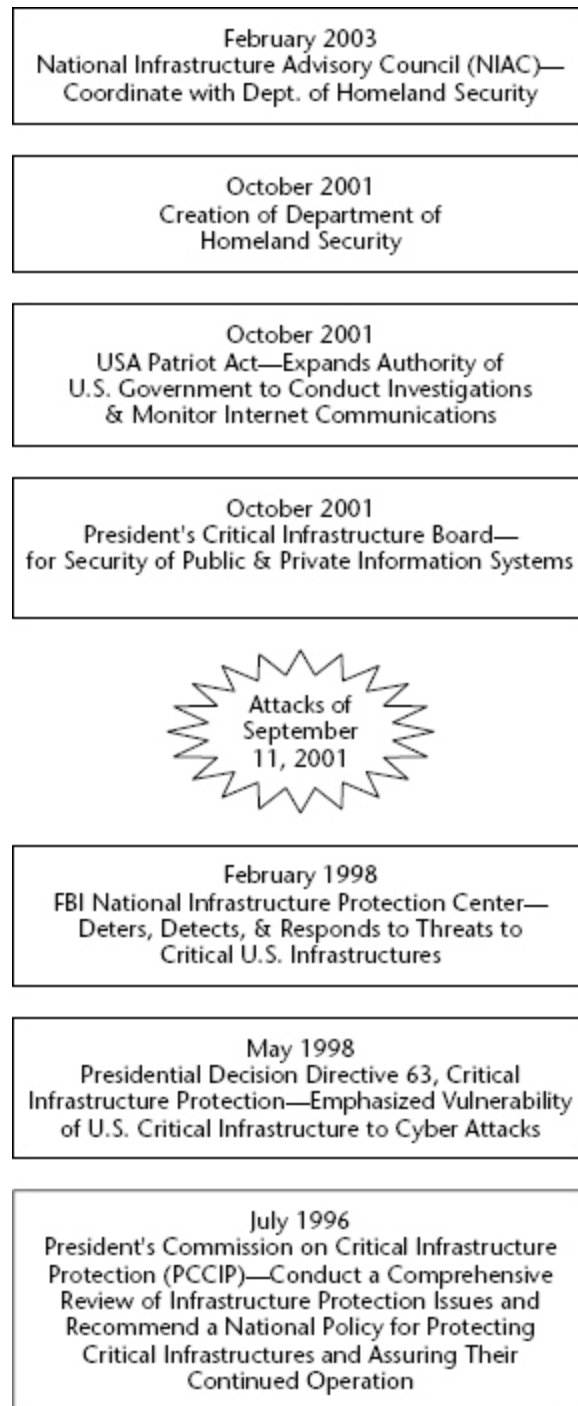 February 2003
National Infrastructure Advisory Council (NIAC)—
Coordinate with Dept. of Homeland Security
October 2001
Creation of Department of
Homeland Security
October 2001
USA Patriot Act—Expands Authority of
U.S. Government to Conduct Investigations
& Monitor Internet Communications
October 2001
President's Critical Infrastructure Board—
for Security of Public & Private Information Systems
Attacks of
September
11, 2001
February 1998
FBI National Infrastructure Protection Center—
Deters, Detects, & Responds to Threats to
Critical U.S. Infrastructures
May 1998
Presidential Decision Directive 63, Critical
Infrastructure Protection—Emphasized Vulnerability
of U.S. Critical Infrastructure to Cyber Attacks
July 1996
President's Commission on Critical Infrastructure
Protection (PCCIP)—Conduct a Comprehensive
Review of Infrastructure Protection Issues and
Recommend a National Policy for Protecting
Critical Infrastructures and Assuring Their
Continued Operation